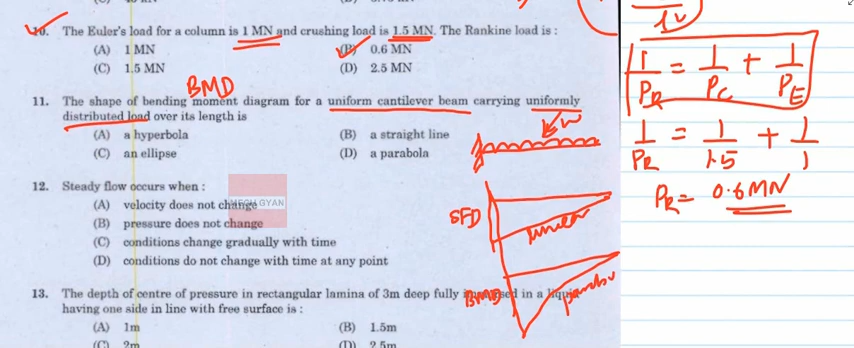 10. The Euler's load for a column is 1 MN and crushing load is 1.5 MN. The Rankine load is :
(A) 1 MN (B) 0.6 MN
(C) 1.5 MN (D) 2.5 MN
BMD
11. The shape of bending moment diagram for a uniform cantilever beam carrying uniformly
distributed load over its length is
(A) a hyperbola (B) a straight line
(C) an ellipse (D) a parabola
12. Steady flow occurs when :
(A) velocity does not change
MECH GYAN
(B) pressure does not change
(C) conditions change gradually with time
(D) conditions do not change with time at any point
13. The depth of centre of pressure in rectangular lamina of 3m deep fully in a
having one side in line with free surface is :
(A) 1m (B) 1.5m
(C) 2m (D) 2.5m
w
SFD
linear
BMD
1/PR = 1/PC + 1/PE
1/PR = 1/1.5 + 1/1
PR = 0.6 MN